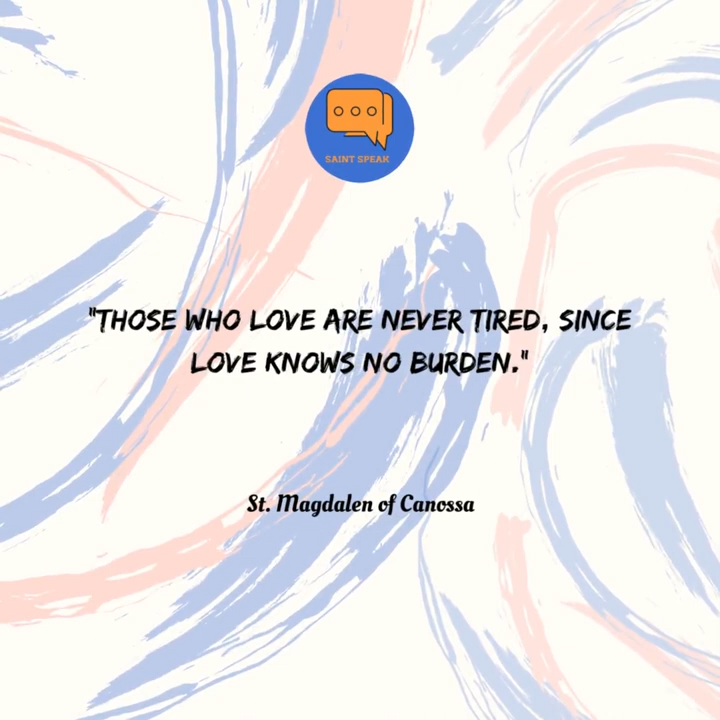 SAINT SPEAK
"THOSE WHO LOVE ARE NEVER TIRED, SINCE
LOVE KNOWS NO BURDEN."
St. Magdalen of Canossa